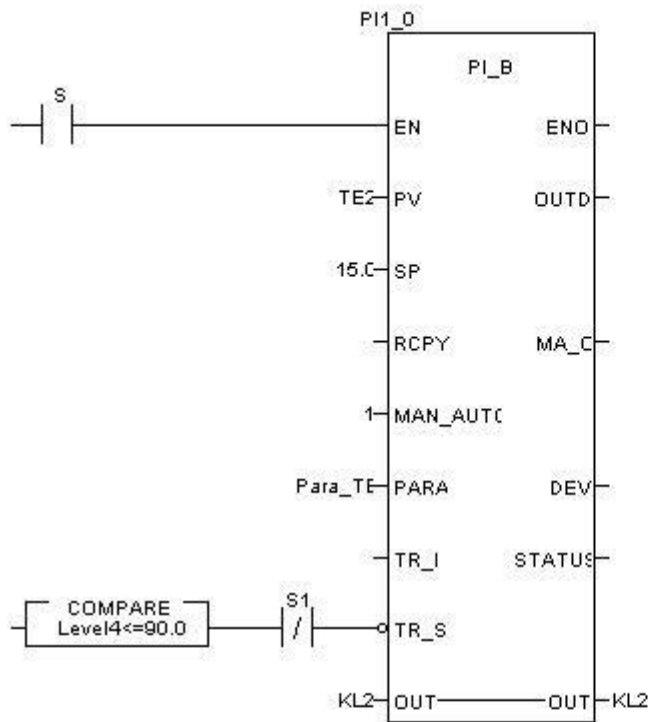 PI1_0
PI_B
S
EN ENO
TE2 PV OUTD
15.0 SP
RCPY MA_O
1 MAN_AUTO
Para_TE PARA DEV
TR_I STATUS
COMPARE
Level4<=90.0
S1
/
TR_S
KL2 OUT OUT KL2